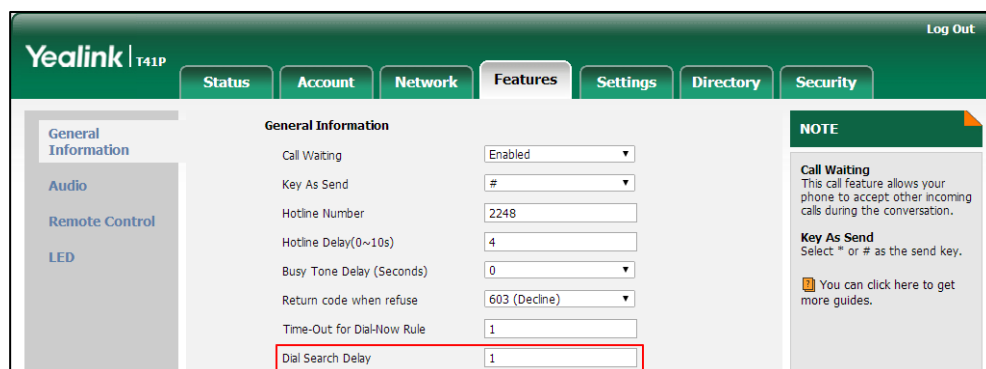 Log Out
Yealink T41P
Status Account Network Features Settings Directory Security
General
Information
Audio
Remote Control
LED
General Information
Call Waiting Enabled
Key As Send #
Hotline Number 2248
Hotline Delay(0~10s) 4
Busy Tone Delay (Seconds) 0
Return code when refuse 603 (Decline)
Time-Out for Dial-Now Rule 1
Dial Search Delay 1
NOTE
Call Waiting
This call feature allows your
phone to accept other incoming
calls during the conversation.
Key As Send
Select * or # as the send key.
You can click here to get
more guides.